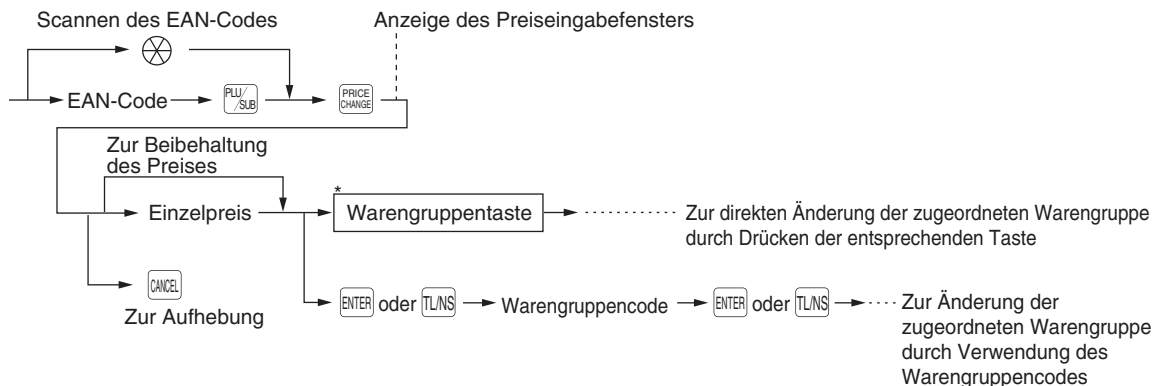 Scannen des EAN-Codes
Anzeige des Preiseingabefensters
EAN-Code PLU/SUB PRICE CHANGE
Zur Beibehaltung
des Preises
*
Einzelpreis Warengruppentaste Zur direkten Änderung der zugeordneten Warengruppe
durch Drücken der entsprechenden Taste
CANCEL
Zur Aufhebung
ENTER oder TL/NS Warengruppencode ENTER oder TL/NS Zur Änderung der
zugeordneten Warengruppe
durch Verwendung des
Warengruppencodes